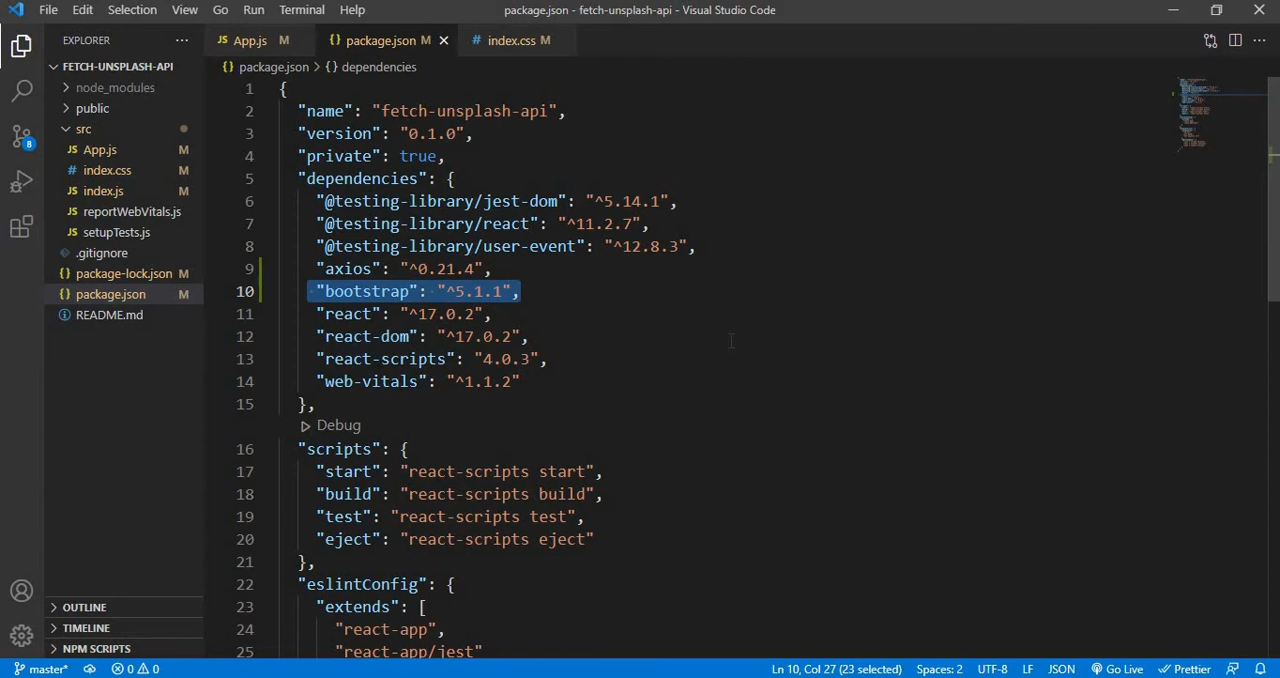 File Edit Selection View Go Run Terminal Help package.json - fetch-unsplash-api - Visual Studio Code
EXPLORER ...
FETCH-UNSPLASH-API
node_modules
public
src
JS App.js M
# index.css M
JS index.js M
JS reportWebVitals.js
JS setupTests.js
.gitignore
{} package-lock.json M
{} package.json M
README.md
OUTLINE
TIMELINE
NPM SCRIPTS
8
JS App.js M {} package.json M # index.css M
{} package.json > {} dependencies
1 {
2 "name": "fetch-unsplash-api",
3 "version": "0.1.0",
4 "private": true,
5 "dependencies": {
6 "@testing-library/jest-dom": "^5.14.1",
7 "@testing-library/react": "^11.2.7",
8 "@testing-library/user-event": "^12.8.3",
9 "axios": "^0.21.4",
10 "bootstrap": "^5.1.1",
11 "react": "^17.0.2",
12 "react-dom": "^17.0.2",
13 "react-scripts": "4.0.3",
14 "web-vitals": "^1.1.2"
15 },
Debug
16 "scripts": {
17 "start": "react-scripts start",
18 "build": "react-scripts build",
19 "test": "react-scripts test",
20 "eject": "react-scripts eject"
21 },
22 "eslintConfig": {
23 "extends": [
24 "react-app",
25 "react-app/jest"
master* 0 0 Ln 10, Col 27 (23 selected) Spaces: 2 UTF-8 LF JSON Go Live Prettier